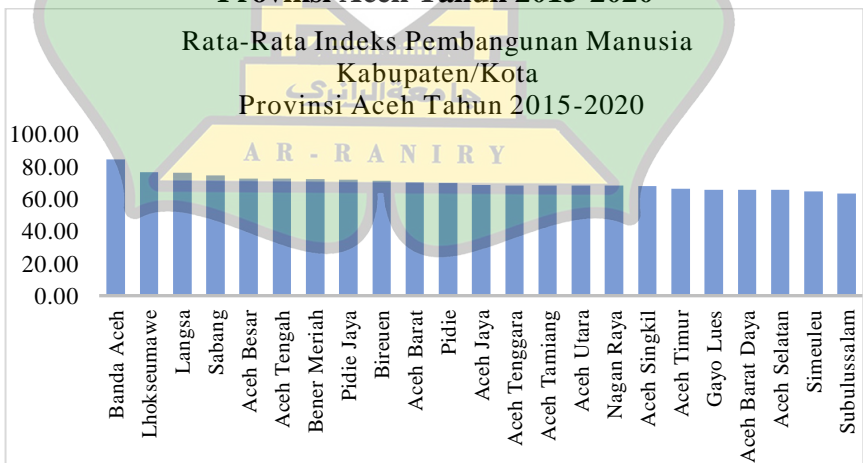 Provinsi Aceh Tahun 2015-2020
Rata-Rata Indeks Pembangunan Manusia
Kabupaten/Kota
Provinsi Aceh Tahun 2015-2020
جامعة الرانري
AR-RANIRY
100.00
80.00
60.00
40.00
20.00
0.00
Banda Aceh
Lhokseumawe
Langsa
Sabang
Aceh Besar
Aceh Tengah
Bener Meriah
Pidie Jaya
Bireuen
Aceh Barat
Pidie
Aceh Jaya
Aceh Tenggara
Aceh Tamiang
Aceh Utara
Nagan Raya
Aceh Singkil
Aceh Timur
Gayo Lues
Aceh Barat Daya
Aceh Selatan
Simeuleu
Subulussalam